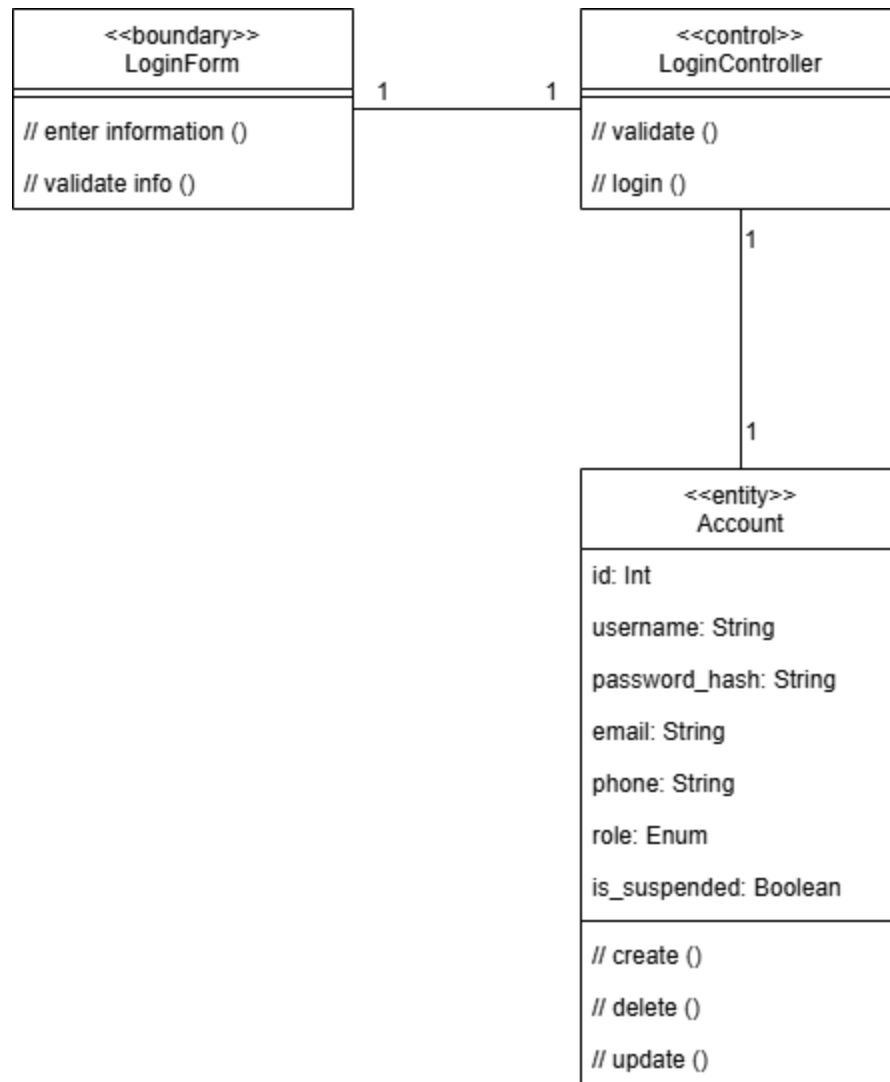 <<boundary>>
LoginForm
// enter information ()
// validate info ()
1
1
<<control>>
LoginController
// validate ()
// login ()
1
1
<<entity>>
Account
id: Int
username: String
password_hash: String
email: String
phone: String
role: Enum
is_suspended: Boolean
// create ()
// delete ()
// update ()